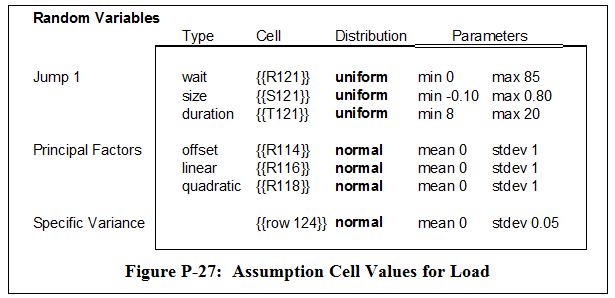 Random Variables
Type Cell Distribution Parameters
Jump 1 wait {{R121}} uniform min 0 max 85
size {{S121}} uniform min -0.10 max 0.80
duration {{T121}} uniform min 8 max 20
Principal Factors offset {{R114}} normal mean 0 stdev 1
linear {{R116}} normal mean 0 stdev 1
quadratic {{R118}} normal mean 0 stdev 1
Specific Variance {{row 124}} normal mean 0 stdev 0.05
Figure P-27: Assumption Cell Values for Load